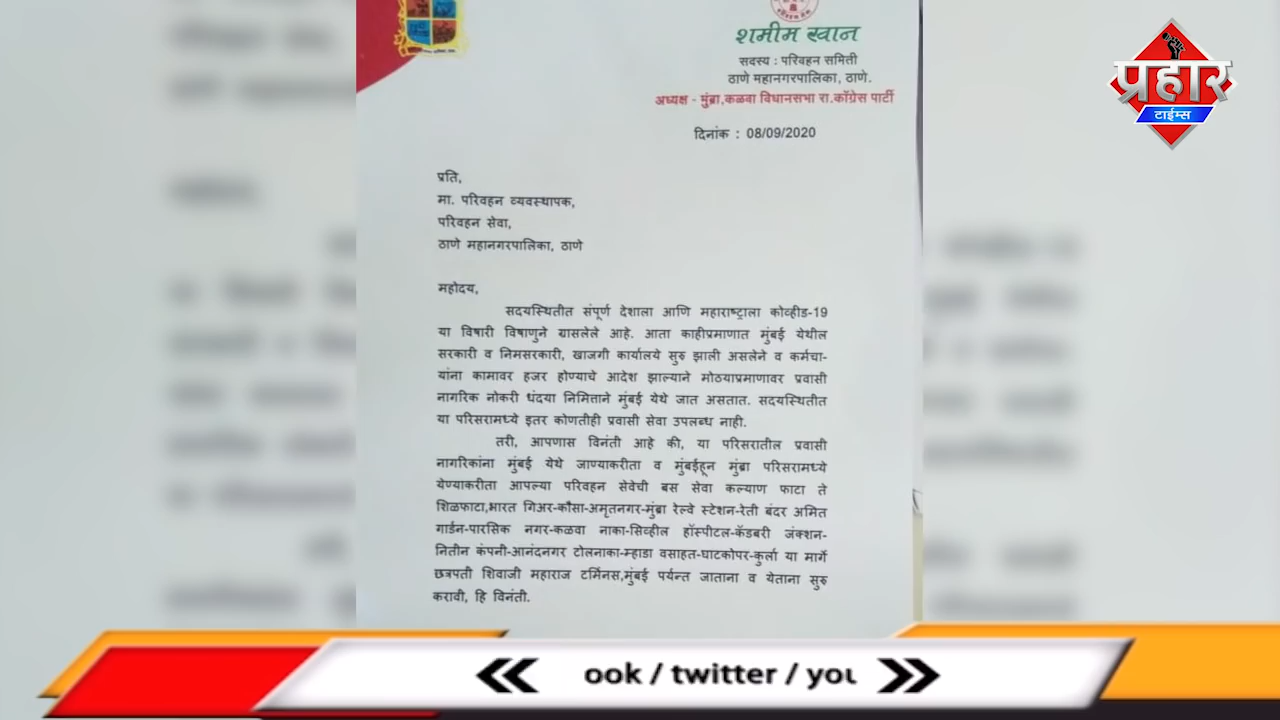 शमीम खान
सदस्य : परिवहन समिती
ठाणे महानगरपालिका, ठाणे.
अध्यक्ष - मुंब्रा,कळवा विधानसभा रा.कॉग्रेस पार्टी
दिनांक : 08/09/2020
प्रहार
टाईम्स
प्रति,
मा. परिवहन व्यवस्थापक,
परिवहन सेवा,
ठाणे महानगरपालिका, ठाणे
महोदय,
सदयस्थितीत संपूर्ण देशाला आणि महाराष्ट्राला कोव्हीड-19
या विषारी विषाणुने ग्रासलेले आहे. आता काहीप्रमाणात मुंबई येथील
सरकारी व निमसरकारी, खाजगी कार्यालये सुरु झाली असलेने व कर्मचा-
यांना कामावर हजर होण्याचे आदेश झाल्याने मोठयाप्रमाणावर प्रवासी
नागरिक नोकरी धंदया निमित्ताने मुंबई येथे जात असतात. सदयस्थितीत
या परिसरामध्ये इतर कोणतीही प्रवासी सेवा उपलब्ध नाही.
तरी, आपणास विनंती आहे की, या परिसरातील प्रवासी
नागरिकांना मुंबई येथे जाण्याकरीता व मुंबईहून मुंब्रा परिसरामध्ये
येण्याकरीता आपल्या परिवहन सेवेची बस सेवा कल्याण फाटा ते
शिळफाटा,भारत गिअर-कौसा-अमृतनगर-मुंब्रा रेल्वे स्टेशन-रेती बंदर अमित
गार्डन-पारसिक नगर-कळवा नाका-सिव्हील हॉस्पीटल-कॅडबरी जंक्शन-
नितीन कंपनी-आनंदनगर टोलनाका-म्हाडा वसाहत-घाटकोपर-कुर्ला या मार्गे
छत्रपती शिवाजी महाराज टर्मिनस,मुंबई पर्यन्त जाताना व येताना सुरु
करावी, हि विनंती.
ook / twitter / you